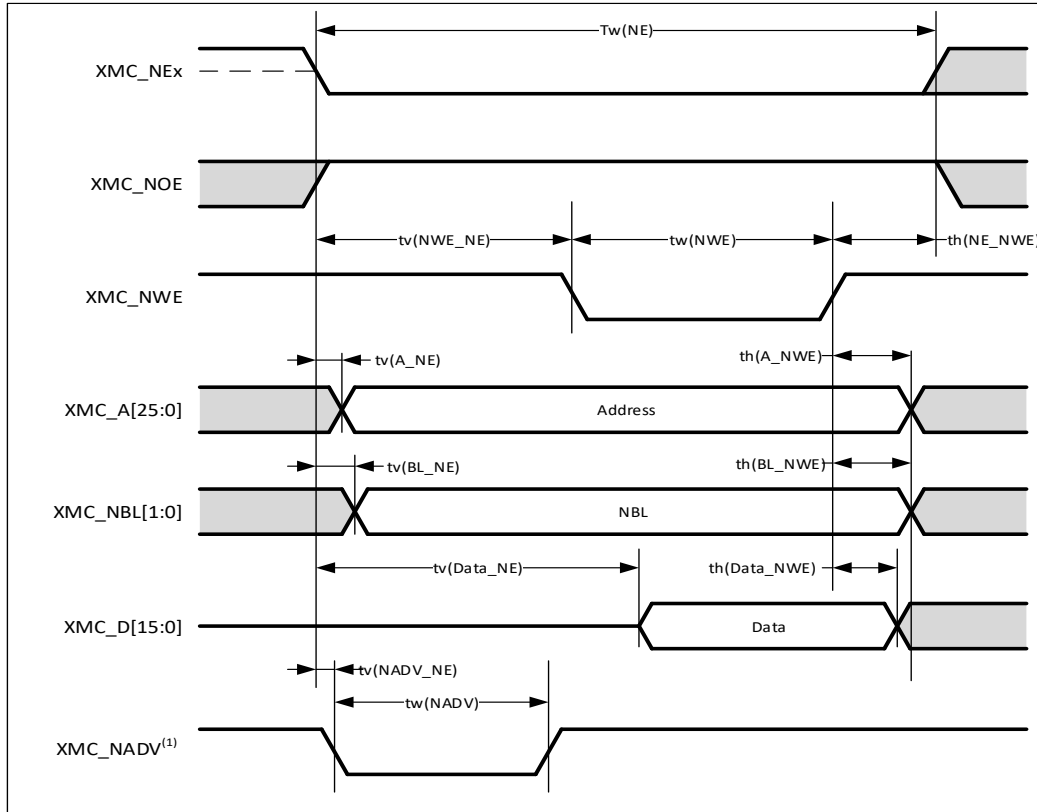 Tw(NE)
XMC_NEx
XMC_NOE
tv(NWE_NE)
tw(NWE)
th(NE_NWE)
XMC_NWE
tv(A_NE)
th(A_NWE)
XMC_A[25:0]
Address
tv(BL_NE)
th(BL_NWE)
XMC_NBL[1:0]
NBL
tv(Data_NE)
th(Data_NWE)
XMC_D[15:0]
Data
tv(NADV_NE)
tw(NADV)
XMC_NADV(1)